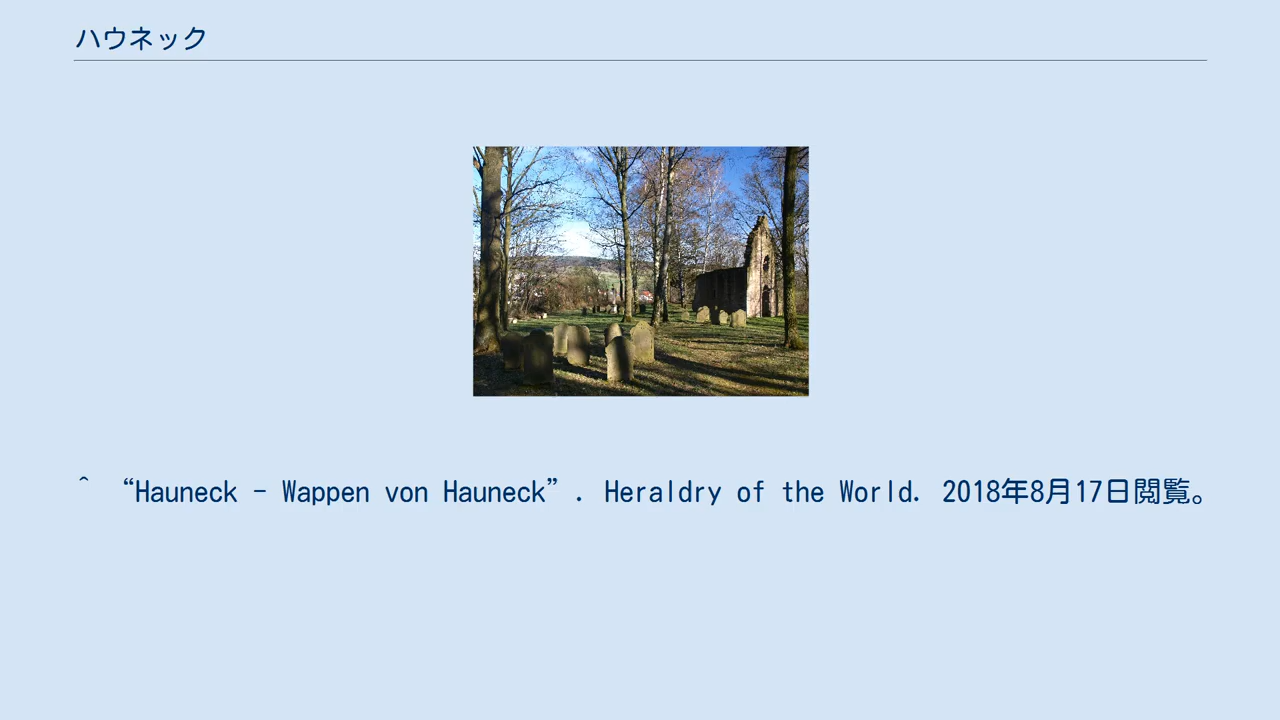 ハウネック
^ “Hauneck - Wappen von Hauneck”. Heraldry of the World. 2018年8月17日閲覧。